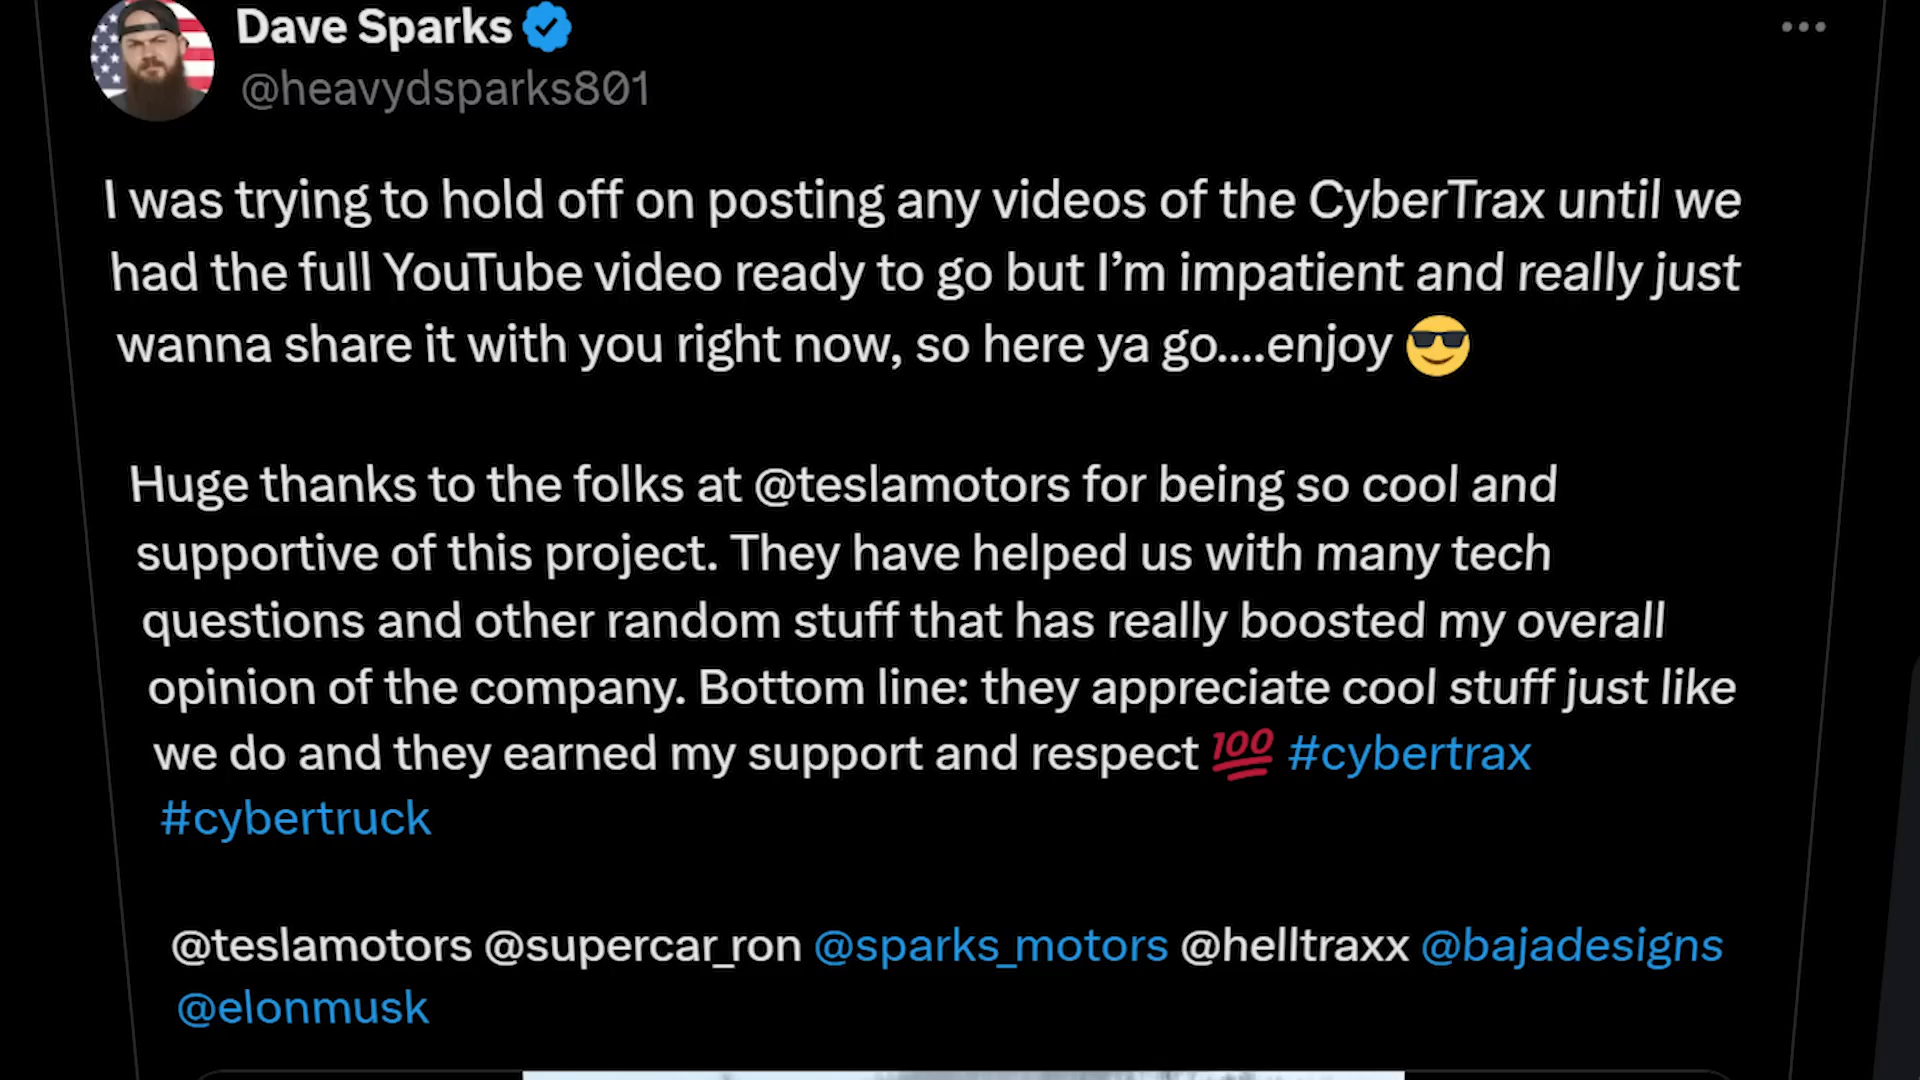 Dave Sparks
@heavydsparks801
I was trying to hold off on posting any videos of the CyberTrax until we
had the full YouTube video ready to go but I’m impatient and really just
wanna share it with you right now, so here ya go....enjoy 😎
Huge thanks to the folks at @teslamotors for being so cool and
supportive of this project. They have helped us with many tech
questions and other random stuff that has really boosted my overall
opinion of the company. Bottom line: they appreciate cool stuff just like
we do and they earned my support and respect 💯 #cybertrax
#cybertruck
@teslamotors @supercar_ron @sparks_motors @helltraxx @bajadesigns
@elonmusk